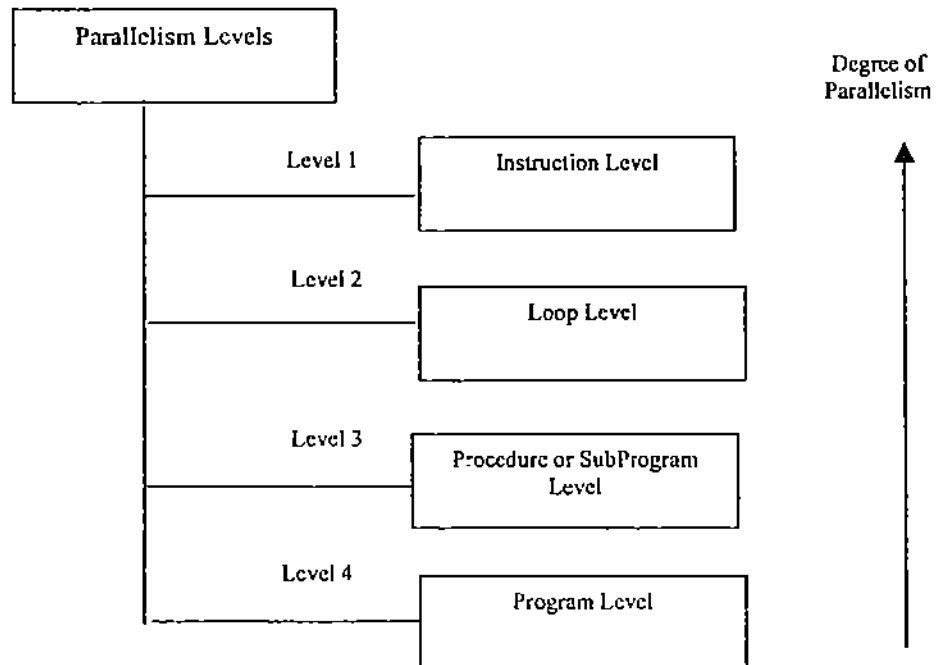 Parallelism Levels
Degree of
Parallelism
Level 1
Instruction Level
Level 2
Loop Level
Level 3
Procedure or SubProgram
Level
Level 4
Program Level